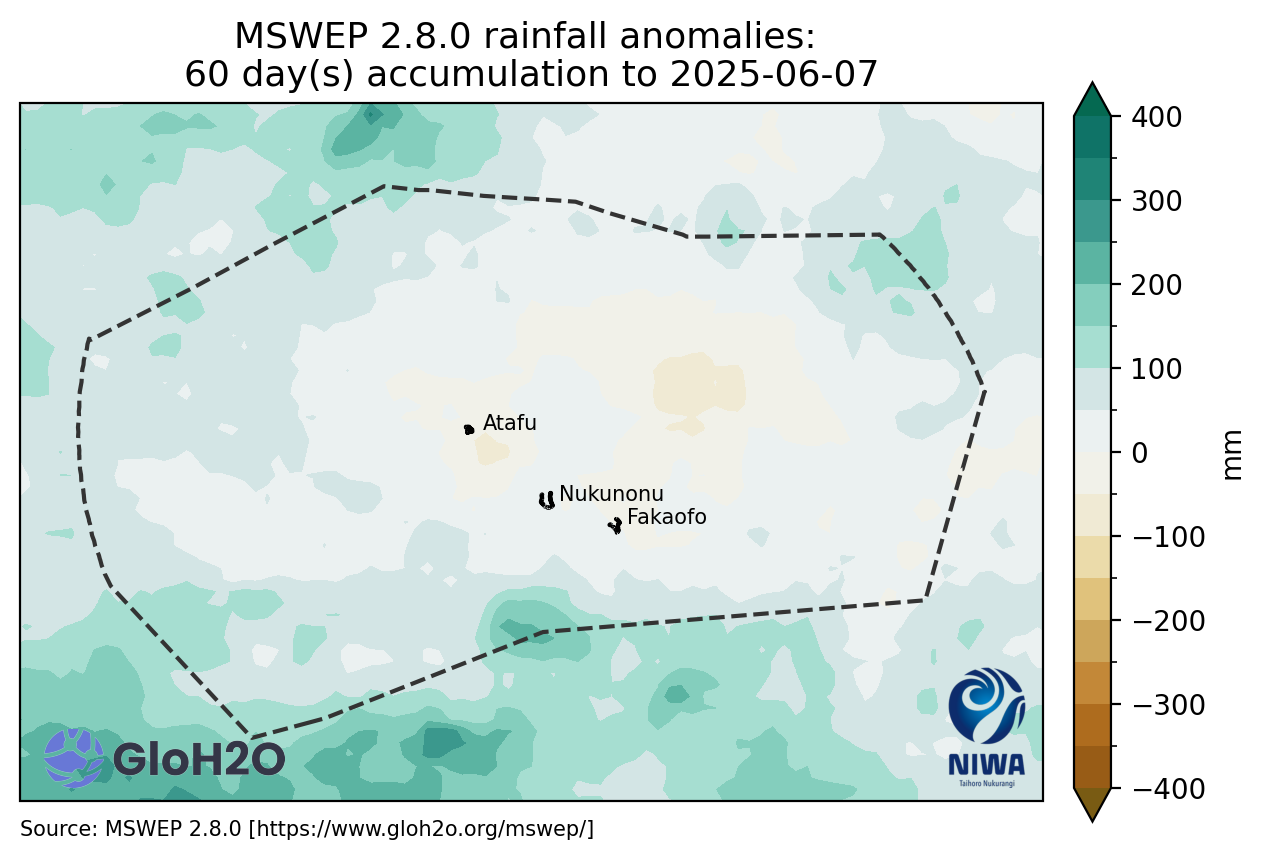 MSWEP 2.8.0 rainfall anomalies:
60 day(s) accumulation to 2025-06-07
400
300
200
100
0
−100
−200
−300
−400
mm
Atafu
Nukunonu
Fakaofo
GloH2O
NIWA
Taihoro Nukurangi
Source: MSWEP 2.8.0 [https://www.gloh2o.org/mswep/]